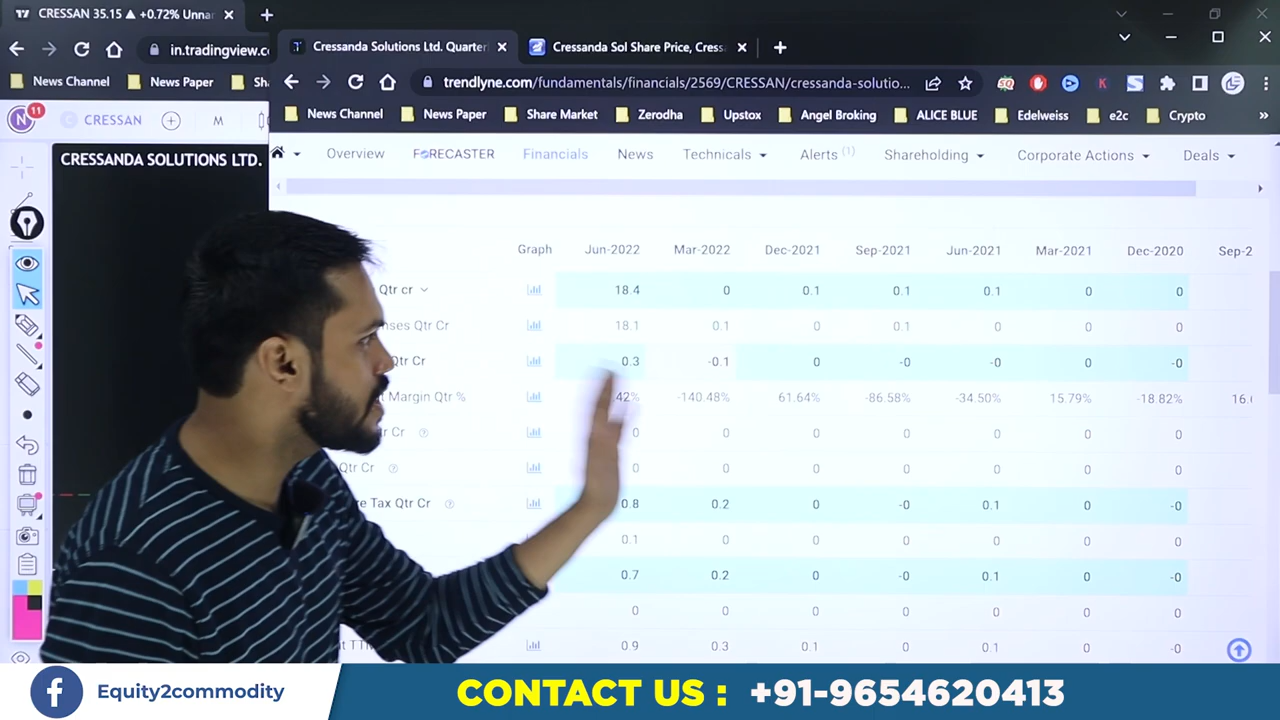 CRESSAN 35.15 ▲ +0.72% Unna
in.tradingview.c
News Channel News Paper
11
N
CRESSAN M
CRESSANDA SOLUTIONS LTD.
Cressanda Solutions Ltd. Quarter
Cressanda Sol Share Price, Cress
trendlyne.com/fundamentals/financials/2569/CRESSAN/cressanda-solutio...
News Channel News Paper Share Market Zerodha Upstox Angel Broking ALICE BLUE Edelweiss e2c Crypto »
Overview FORECASTER Financials News Technicals Alerts (1) Shareholding Corporate Actions Deals
Graph Jun-2022 Mar-2022 Dec-2021 Sep-2021 Jun-2021 Mar-2021 Dec-2020 Sep-2
Qtr cr 18.4 0 0.1 0.1 0.1 0 0
nses Qtr Cr 18.1 0.1 0 0.1 0 0 0
Qtr Cr 0.3 -0.1 0 -0 -0 0 -0
t Margin Qtr % .42% -140.48% 61.64% -86.58% -34.50% 15.79% -18.82% 16.
Cr 0 0 0 0 0 0 0
Qtr Cr 0 0 0 0 0 0 0
re Tax Qtr Cr 0.8 0.2 0 -0 0.1 0 -0
0.1 0 0 0 0 0 0
0.7 0.2 0 -0 0.1 0 -0
0 0 0 0 0 0 0
t TTM 0.9 0.3 0.1 0 0.1 0 -0
Equity2commodity
CONTACT US : +91-9654620413